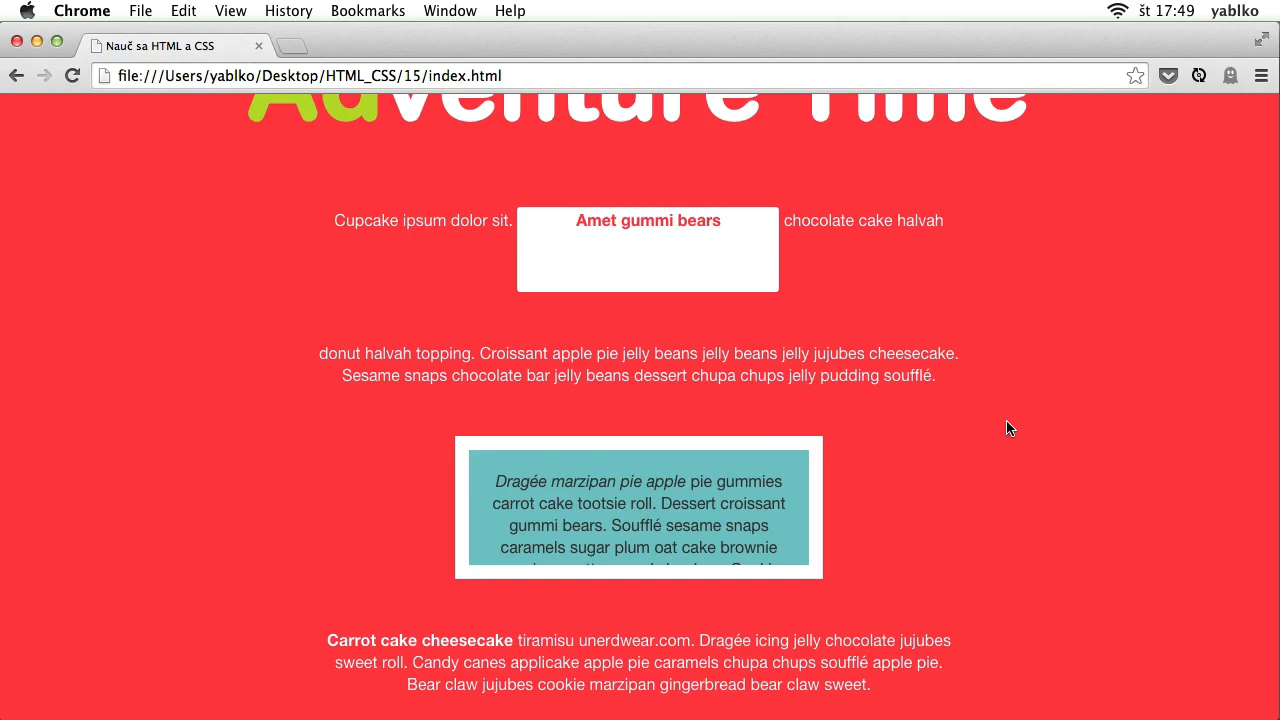 Chrome File Edit View History Bookmarks Window Help št 17:49 yablko
Nauč sa HTML a CSS
file:///Users/yablko/Desktop/HTML_CSS/15/index.html
Adventure Time
Cupcake ipsum dolor sit. Amet gummi bears chocolate cake halvah
donut halvah topping. Croissant apple pie jelly beans jelly beans jelly jujubes cheesecake.
Sesame snaps chocolate bar jelly beans dessert chupa chups jelly pudding soufflé.
Dragée marzipan pie apple pie gummies
carrot cake tootsie roll. Dessert croissant
gummi bears. Soufflé sesame snaps
caramels sugar plum oat cake brownie
Carrot cake cheesecake tiramisu unerdwear.com. Dragée icing jelly chocolate jujubes
sweet roll. Candy canes applicake apple pie caramels chupa chups soufflé apple pie.
Bear claw jujubes cookie marzipan gingerbread bear claw sweet.